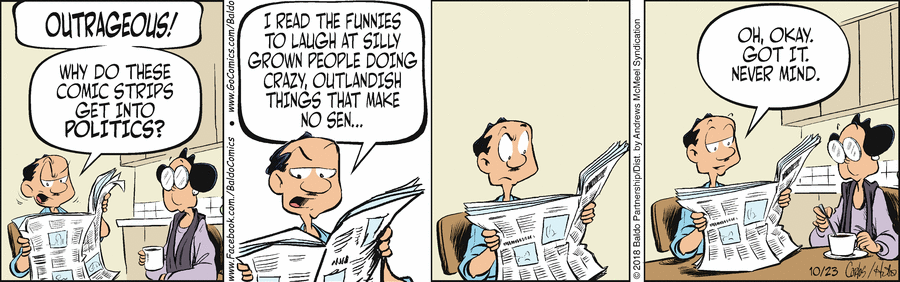 OUTRAGEOUS!
WHY DO THESE
COMIC STRIPS
GET INTO
POLITICS?
www.Facebook.com/BaldoComics • www.GoComics.com/Baldo
I READ THE FUNNIES
TO LAUGH AT SILLY
GROWN PEOPLE DOING
CRAZY, OUTLANDISH
THINGS THAT MAKE
NO SEN...
©2018 Baldo Partnership/Dist. by Andrews McMeel Syndication
OH, OKAY.
GOT IT.
NEVER MIND.
10/23